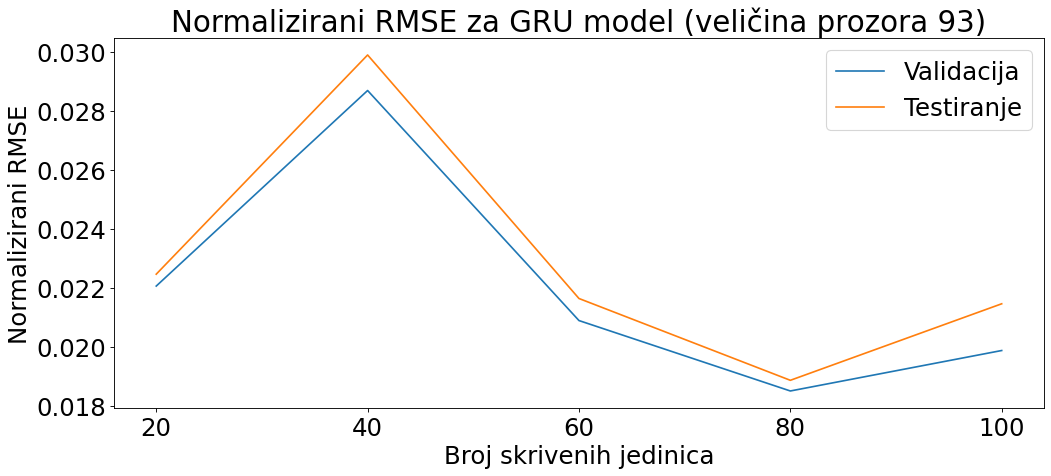 Normalizirani RMSE za GRU model (veličina prozora 93)
Normalizirani RMSE
0.030
0.028
0.026
0.024
0.022
0.020
0.018
Validacija
Testiranje
20 40 60 80 100
Broj skrivenih jedinica